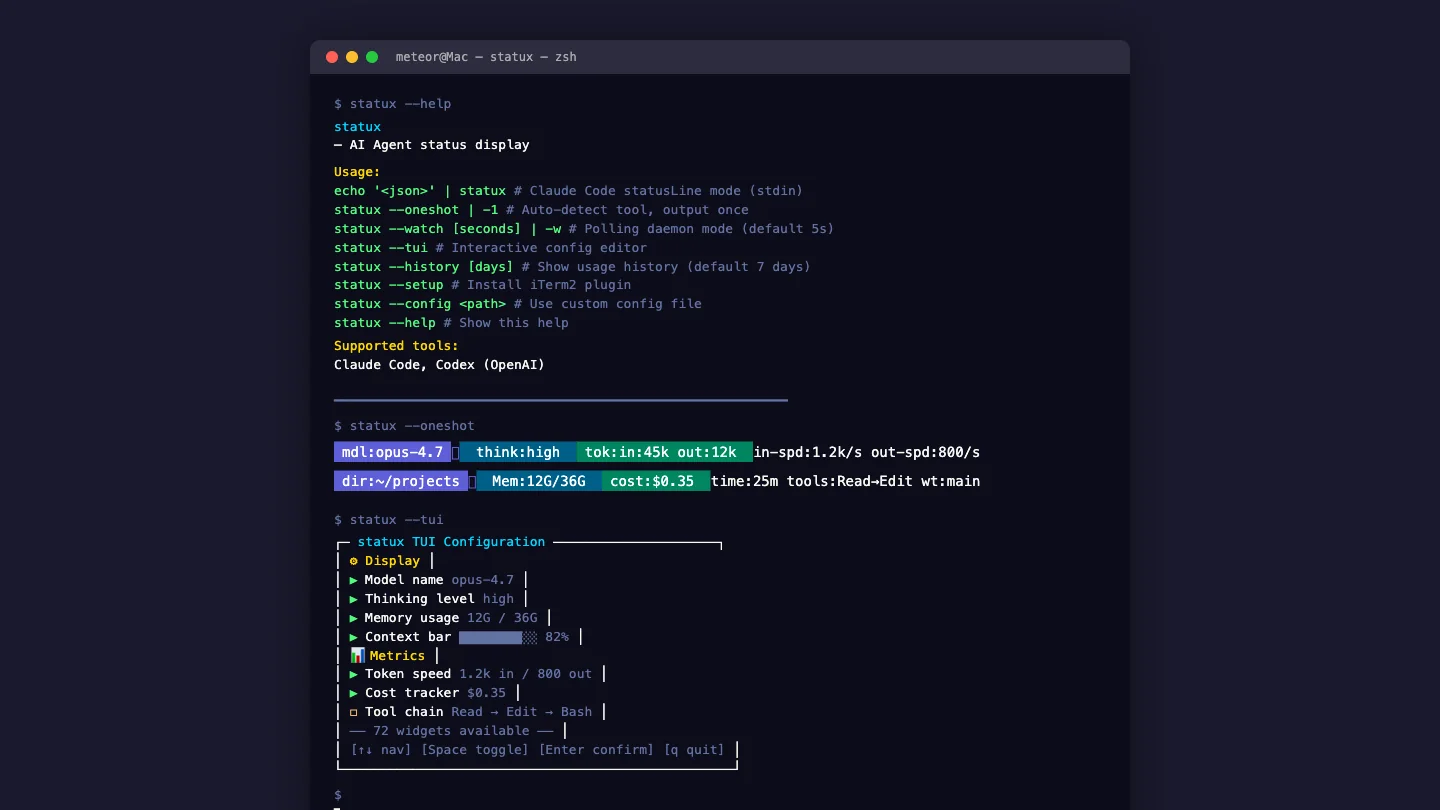 meteor@Mac — statux — zsh
$ statux --help
statux
— AI Agent status display
Usage:
echo '<json>' | statux # Claude Code statusLine mode (stdin)
statux --oneshot | -1 # Auto-detect tool, output once
statux --watch [seconds] | -w # Polling daemon mode (default 5s)
statux --tui # Interactive config editor
statux --history [days] # Show usage history (default 7 days)
statux --setup # Install iTerm2 plugin
statux --config <path> # Use custom config file
statux --help # Show this help
Supported tools:
Claude Code, Codex (OpenAI)
$ statux --oneshot
mdl:opus-4.7 think:high tok:in:45k out:12k in-spd:1.2k/s out-spd:800/s
dir:~/projects Mem:12G/36G cost:$0.35 time:25m tools:Read→Edit wt:main
$ statux --tui
statux TUI Configuration
⚙ Display
▶ Model name opus-4.7
▶ Thinking level high
▶ Memory usage 12G / 36G
▶ Context bar ████████░░ 82%
📊 Metrics
▶ Token speed 1.2k in / 800 out
▶ Cost tracker $0.35
□ Tool chain Read → Edit → Bash
—— 72 widgets available ——
[↑↓ nav] [Space toggle] [Enter confirm] [q quit]
$